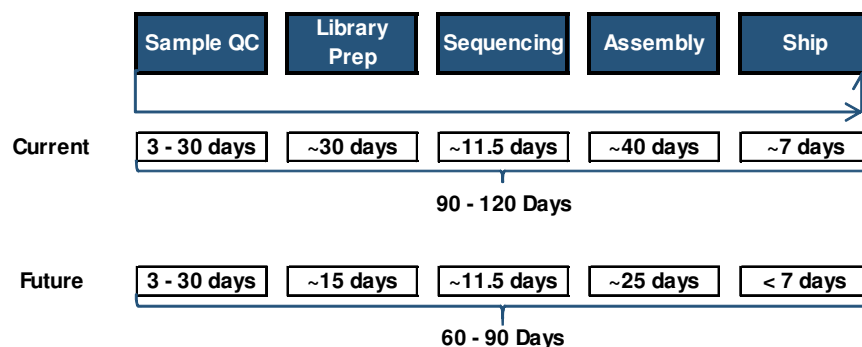 Sample QC
Library
Prep
Sequencing
Assembly
Ship
Current
3 - 30 days
~30 days
~11.5 days
~40 days
~7 days
90 - 120 Days
Future
3 - 30 days
~15 days
~11.5 days
~25 days
< 7 days
60 - 90 Days